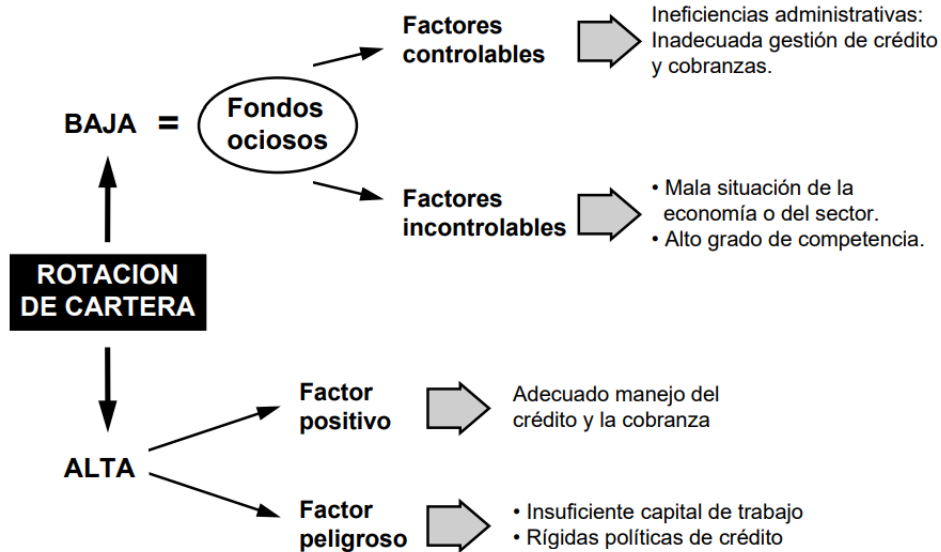 Factores
controlables
Ineficiencias administrativas:
Inadecuada gestión de crédito
y cobranzas.
BAJA =
Fondos
ociosos
Factores
incontrolables
• Mala situación de la
economía o del sector.
• Alto grado de competencia.
ROTACION
DE CARTERA
Factor
positivo
Adecuado manejo del
crédito y la cobranza
ALTA
Factor
peligroso
• Insuficiente capital de trabajo
• Rígidas políticas de crédito